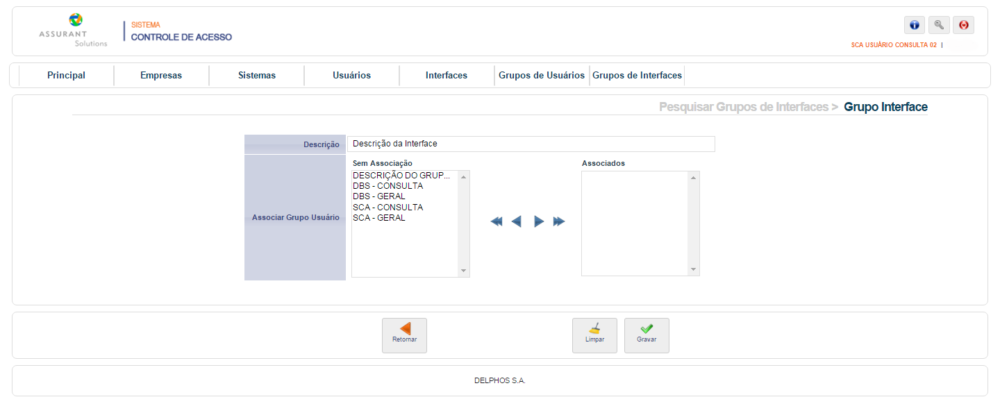 ASSURANT
Solutions
SISTEMA
CONTROLE DE ACESSO
SCA USUÁRIO CONSULTA 02 |
Principal Empresas Sistemas Usuários Interfaces Grupos de Usuários Grupos de Interfaces
Pesquisar Grupos de Interfaces > Grupo Interface
Descrição Descrição da Interface
Sem Associação Associados
DESCRIÇÃO DO GRUP...
DBS - CONSULTA
DBS - GERAL
SCA - CONSULTA
SCA - GERAL
Associar Grupo Usuário
Retornar Limpar Gravar
DELPHOS S.A.